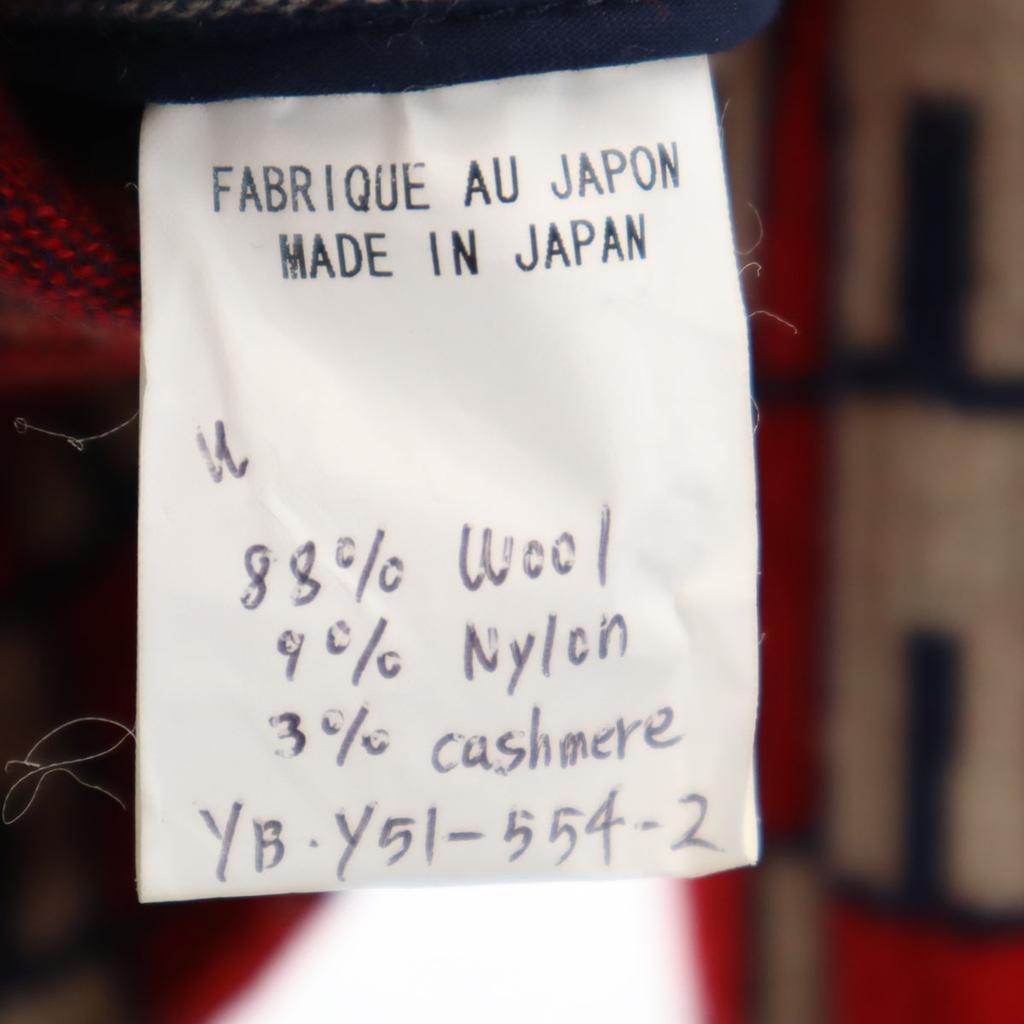 FABRIQUE AU JAPON
MADE IN JAPAN
u
88% Wool
9% Nylon
3% cashmere
YB·Y51-554-2